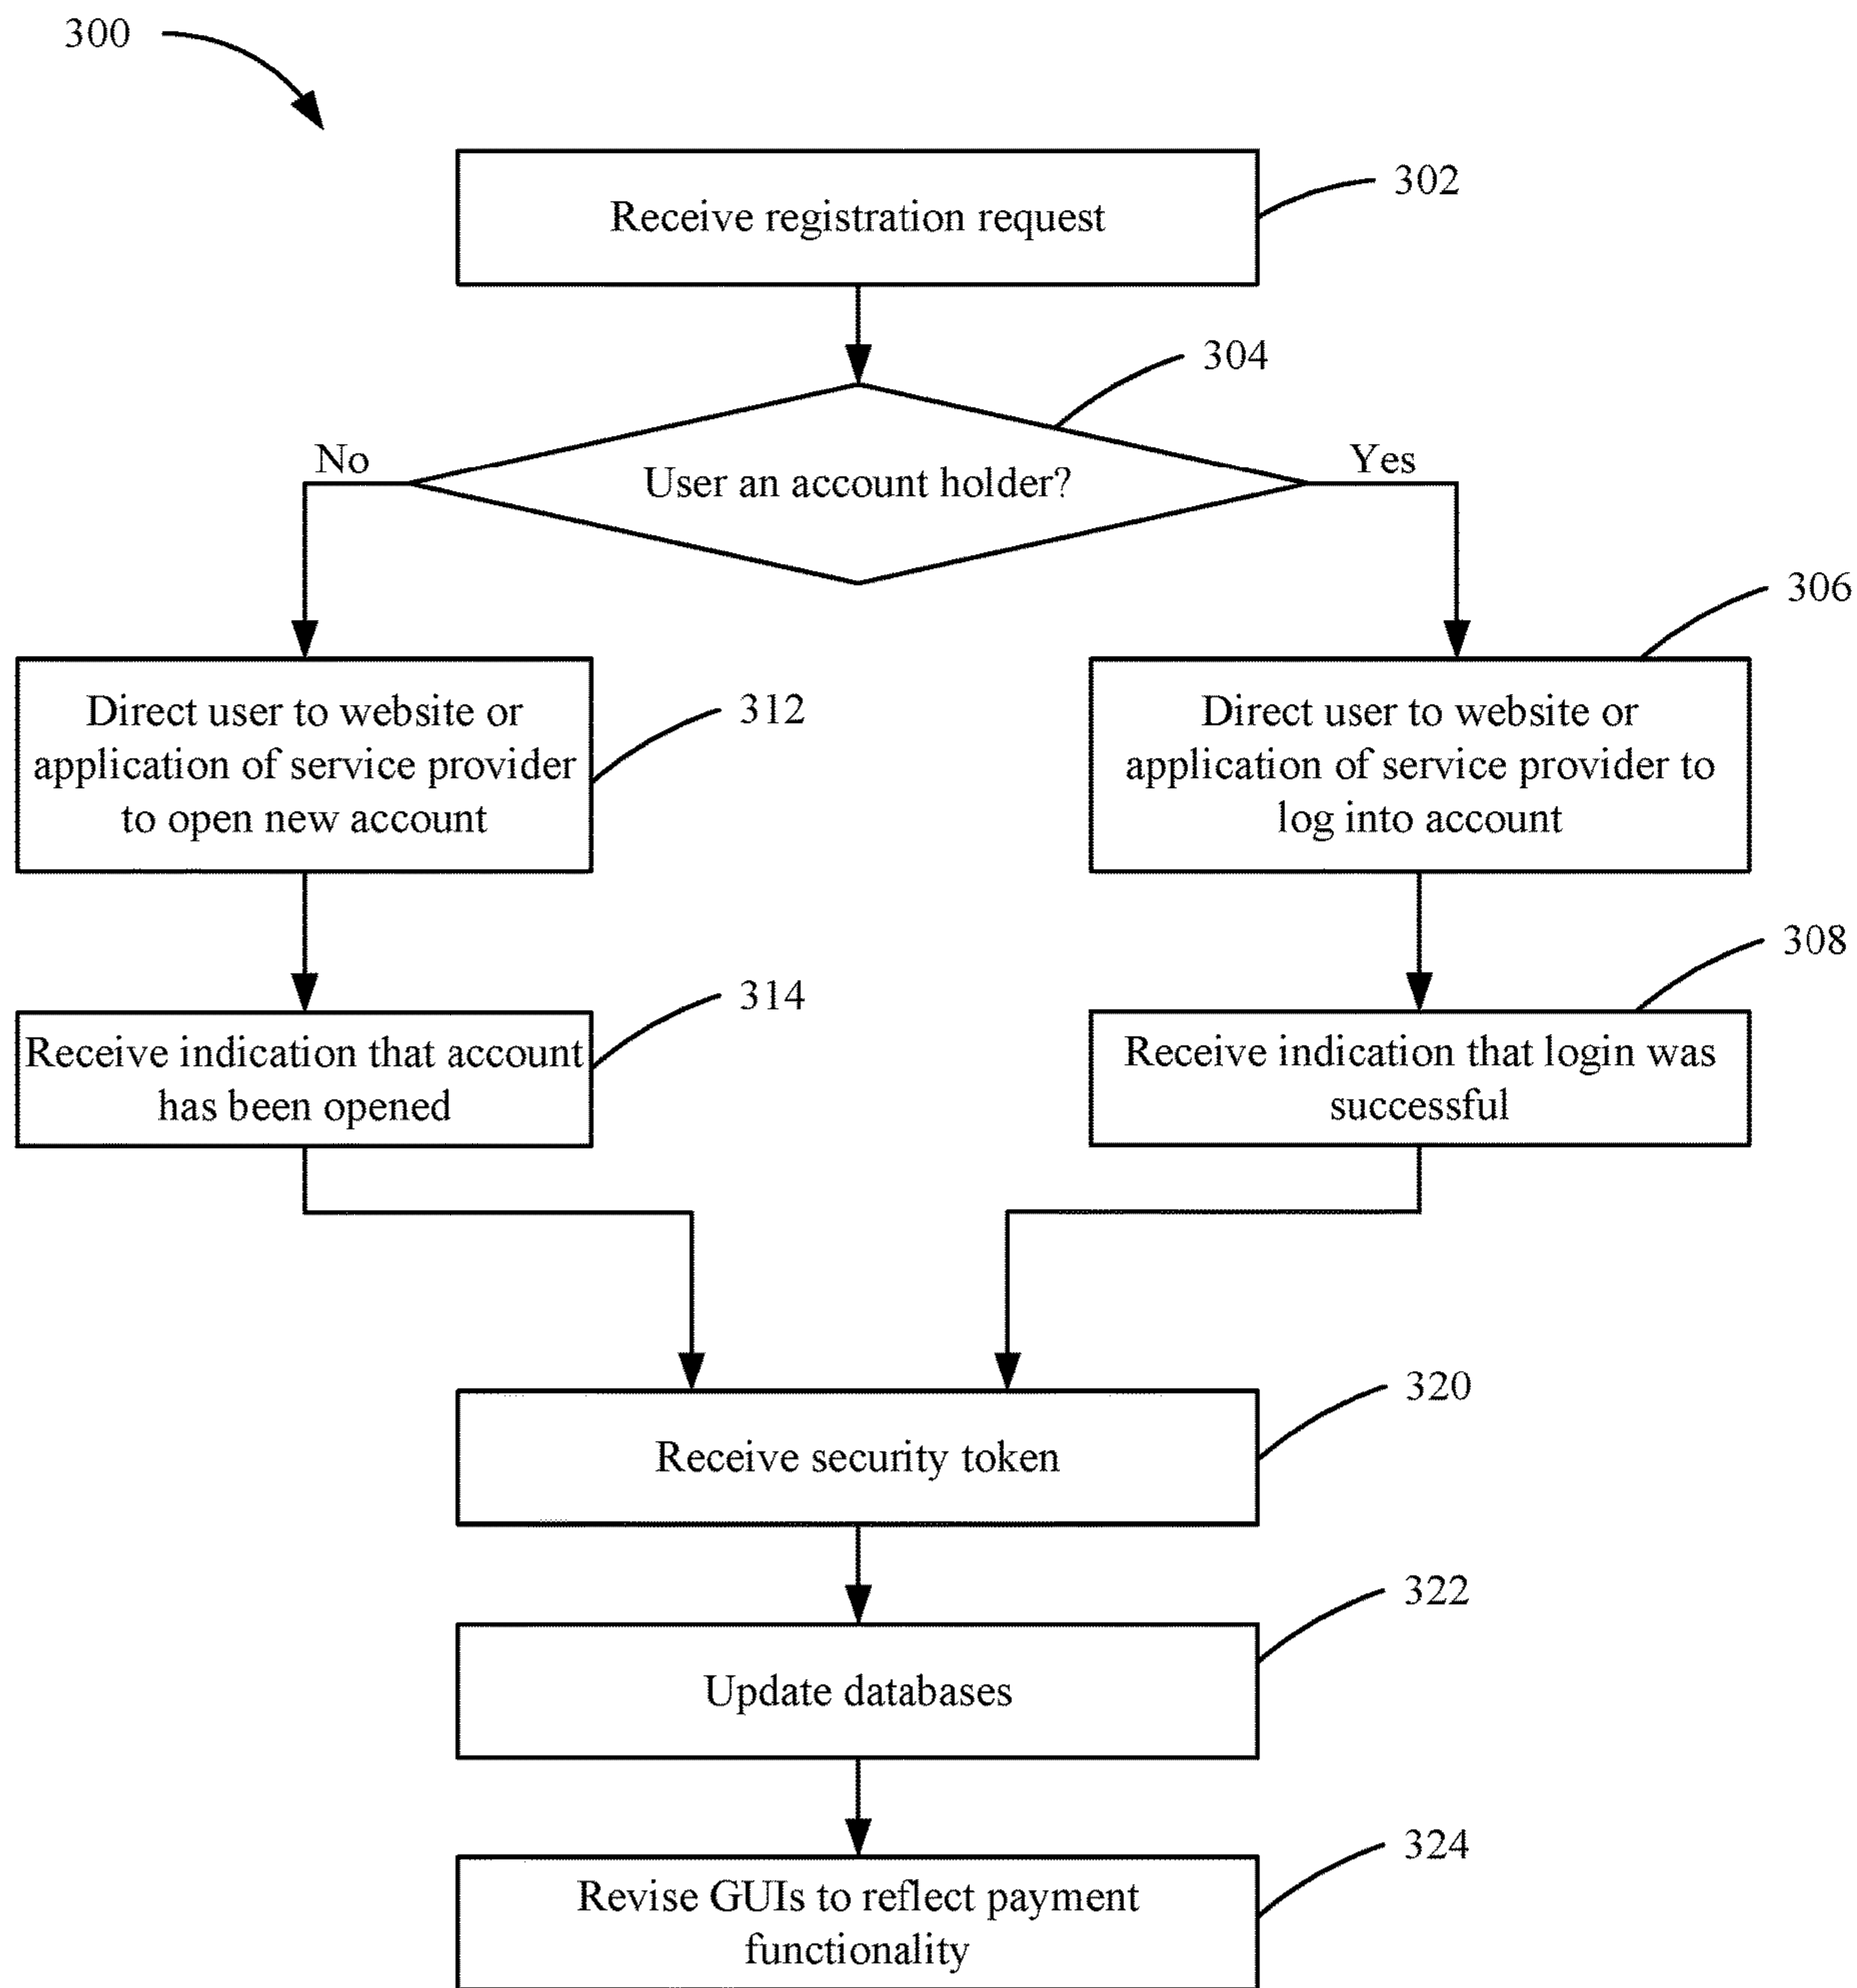 300
302
Receive registration request
304
No
Yes
User an account holder?
306
Direct user to website or
application of service provider
to open new account
312
Direct user to website or
application of service provider to
log into account
308
314
Receive indication that account
has been opened
Receive indication that login was
successful
320
Receive security token
322
Update databases
324
Revise GUIs to reflect payment
functionality